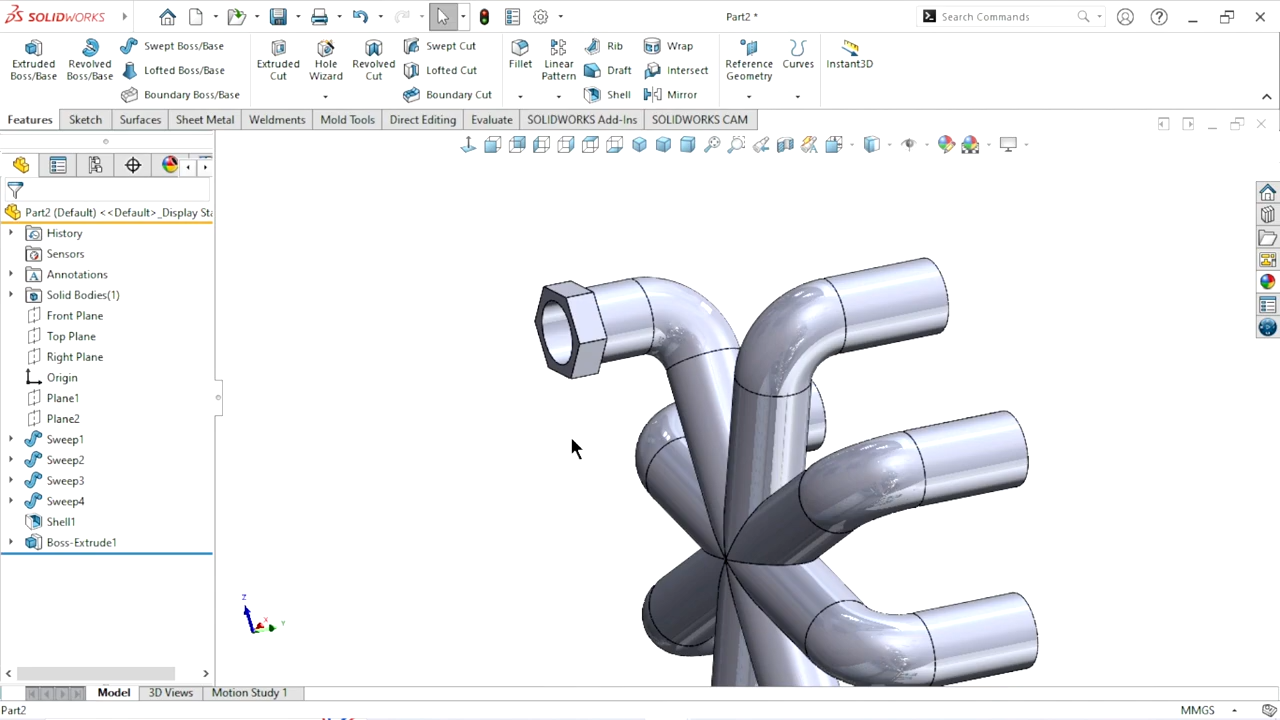 SOLIDWORKS
Part2 *
Search Commands
Extruded Boss/Base
Revolved Boss/Base
Swept Boss/Base
Lofted Boss/Base
Boundary Boss/Base
Extruded Cut
Hole Wizard
Revolved Cut
Swept Cut
Lofted Cut
Boundary Cut
Fillet
Linear Pattern
Rib
Draft
Shell
Wrap
Intersect
Mirror
Reference Geometry
Curves
Instant3D
Features
Sketch
Surfaces
Sheet Metal
Weldments
Mold Tools
Direct Editing
Evaluate
SOLIDWORKS Add-Ins
SOLIDWORKS CAM
Part2 (Default) <<Default>_Display Sta
History
Sensors
Annotations
Solid Bodies(1)
Front Plane
Top Plane
Right Plane
Origin
Plane1
Plane2
Sweep1
Sweep2
Sweep3
Sweep4
Shell1
Boss-Extrude1
Z
X
Y
Model
3D Views
Motion Study 1
Part2
MMGS